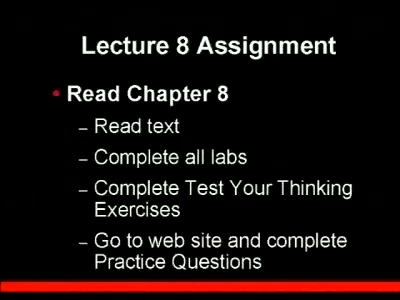 Lecture 8 Assignment
• Read Chapter 8
– Read text
– Complete all labs
– Complete Test Your Thinking
Exercises
– Go to web site and complete
Practice Questions